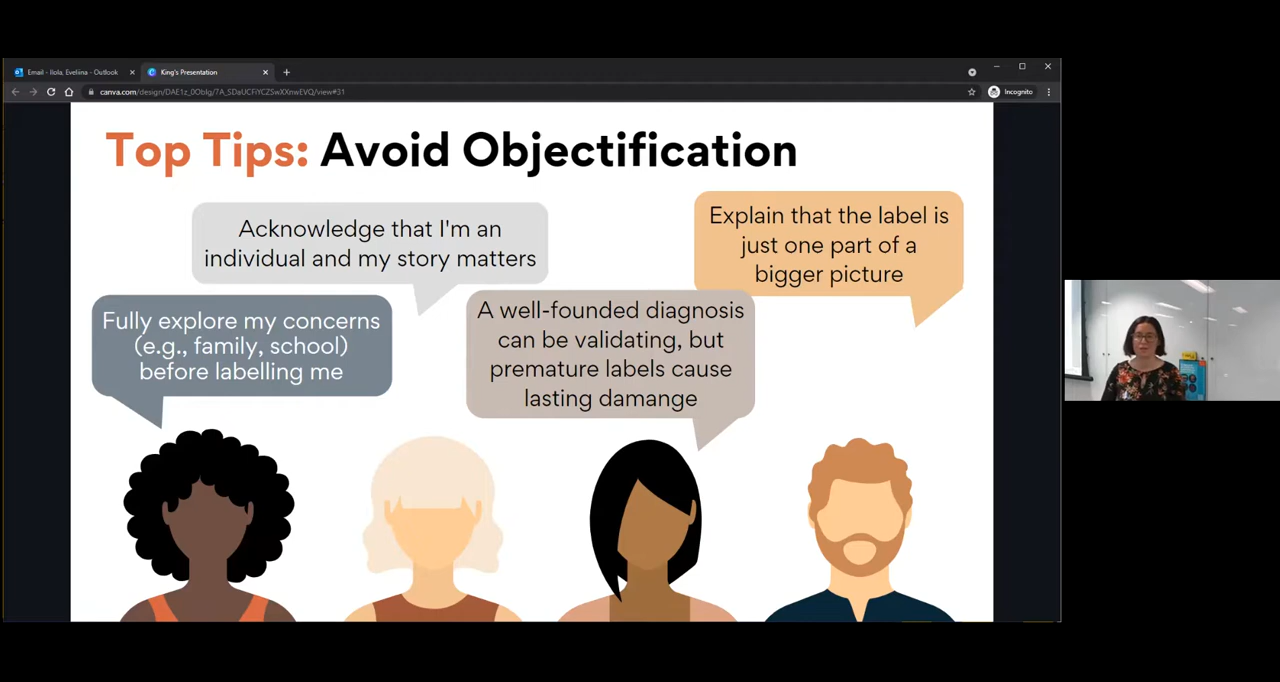 Email - Ilola, Eveliina - Outlook
King's Presentation
Incognito
Top Tips: Avoid Objectification
Acknowledge that I'm an
individual and my story matters
Explain that the label is
just one part of a
bigger picture
Fully explore my concerns
(e.g., family, school)
before labelling me
A well-founded diagnosis
can be validating, but
premature labels cause
lasting damange